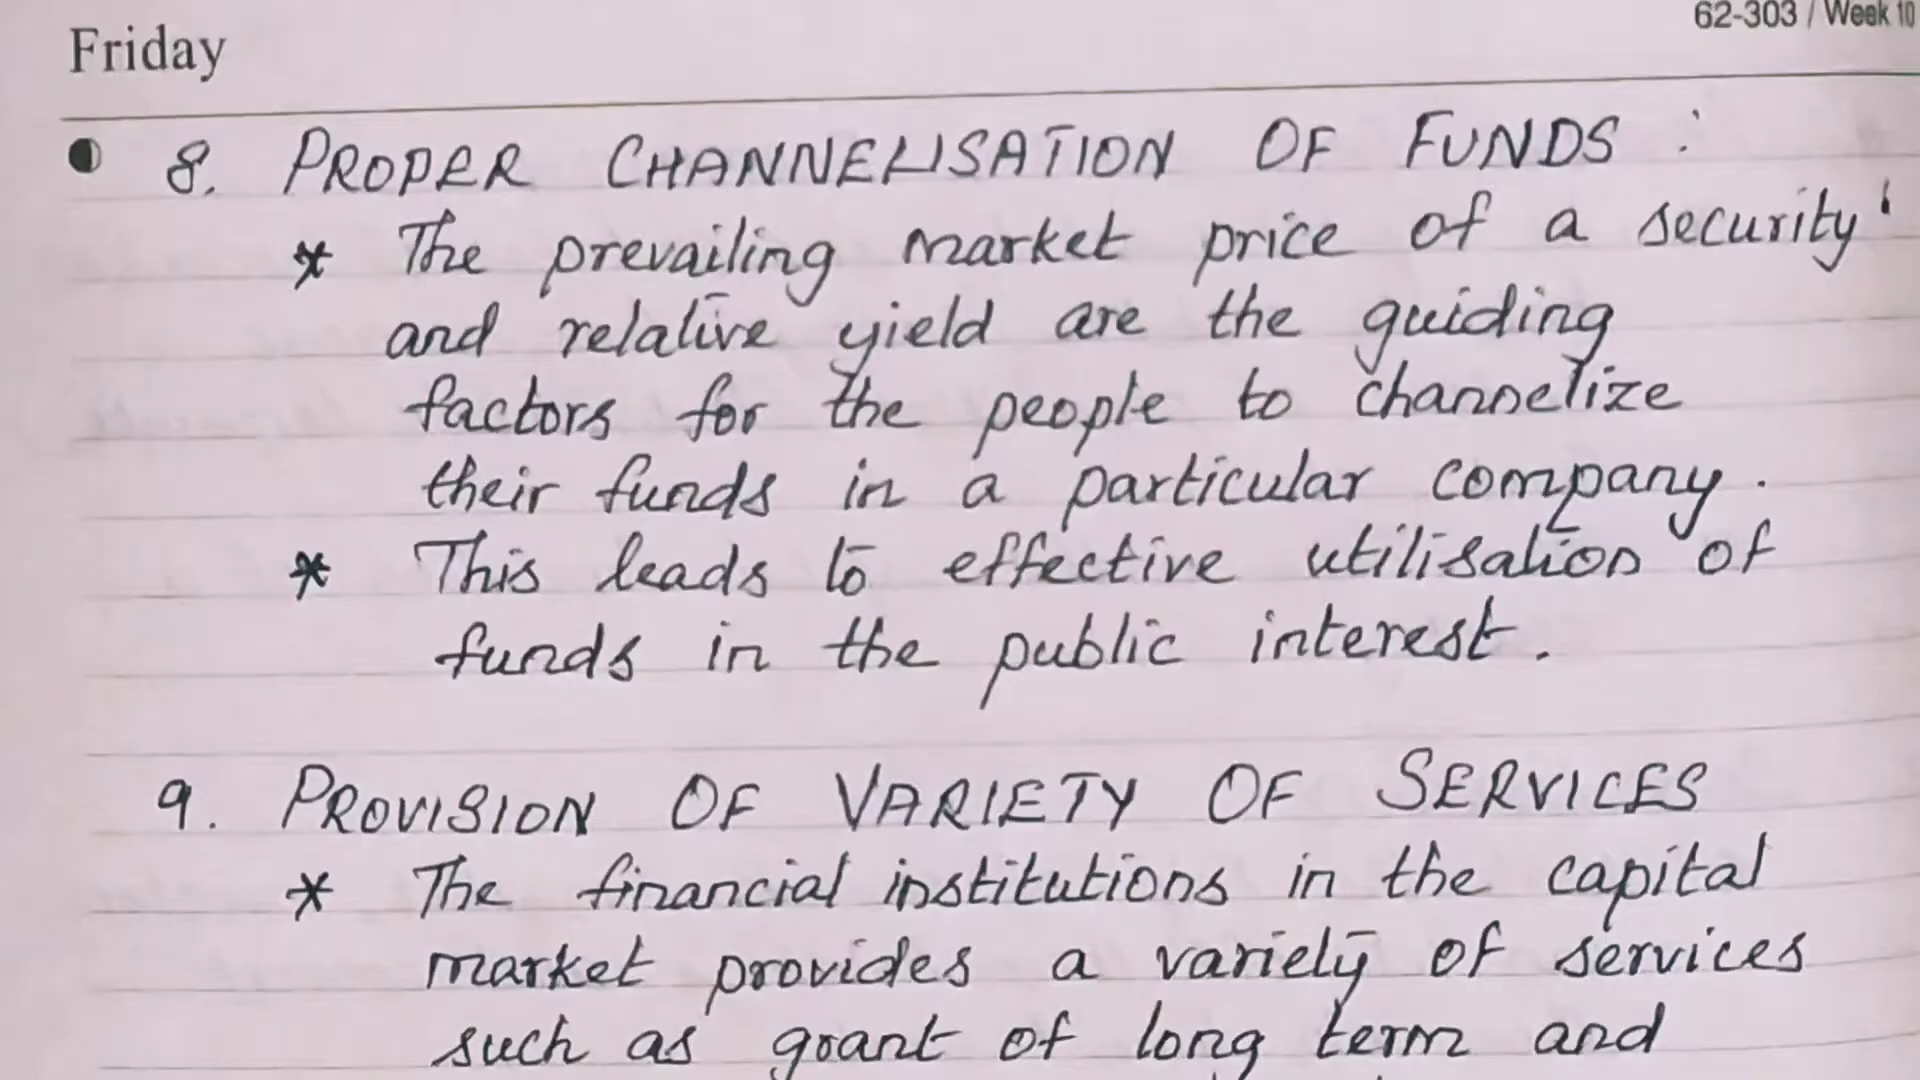 62-303 / Week 10
Friday
8. PROPER CHANNELISATION OF FUNDS :
* The prevailing market price of a security
and relative yield are the guiding
factors for the people to channelize
their funds in a particular company.
* This leads to effective utilisation of
funds in the public interest.
9. PROVISION OF VARIETY OF SERVICES
* The financial institutions in the capital
market provides a variety of services
such as grant of long term and